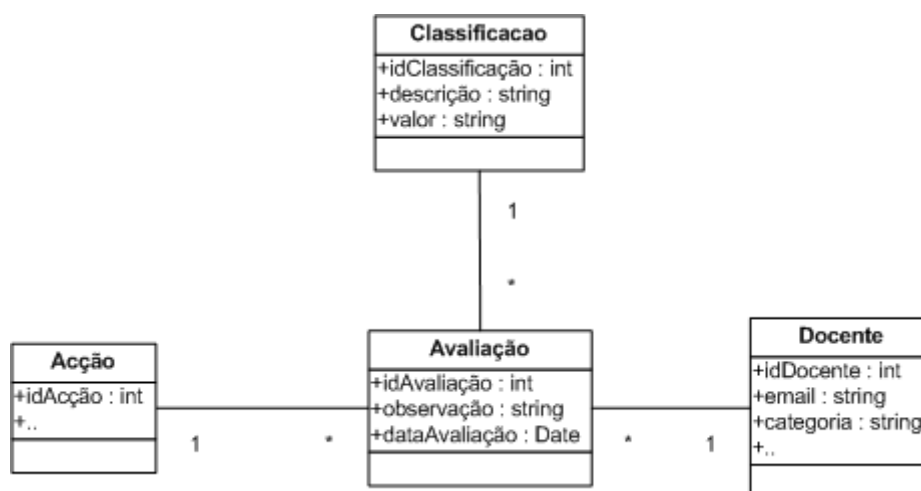 Classificacao
+idClassificação : int
+descrição : string
+valor : string
1
*
Acção
+idAcção : int
+..
1
*
Avaliação
+idAvaliação : int
+observação : string
+dataAvaliação : Date
*
1
Docente
+idDocente : int
+email : string
+categoria : string
+..